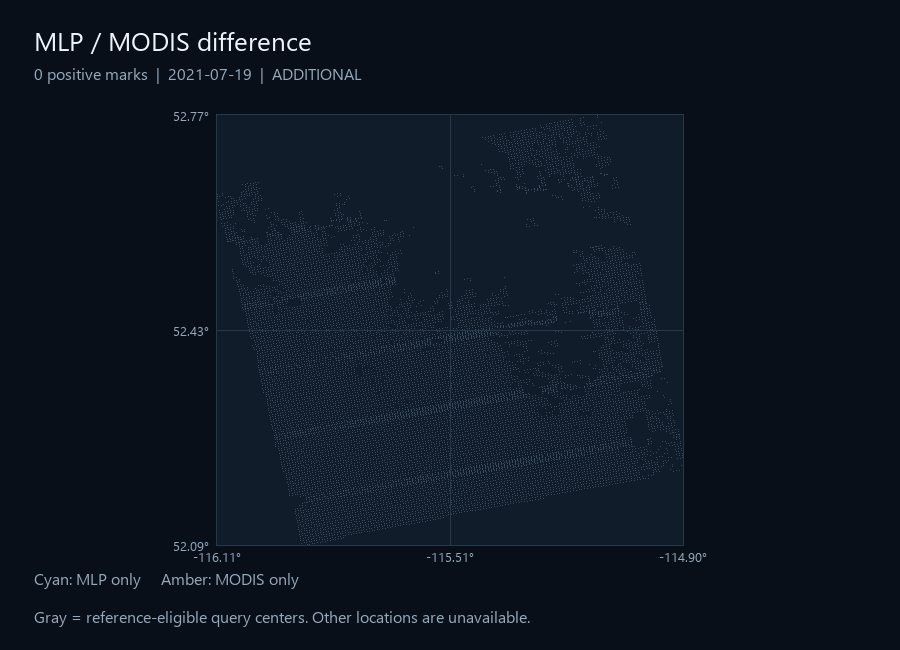 MLP / MODIS difference
0 positive marks | 2021-07-19 | ADDITIONAL
52.77°
52.43°
52.09°
-116.11° -115.51° -114.90°
Cyan: MLP only Amber: MODIS only
Gray = reference-eligible query centers. Other locations are unavailable.